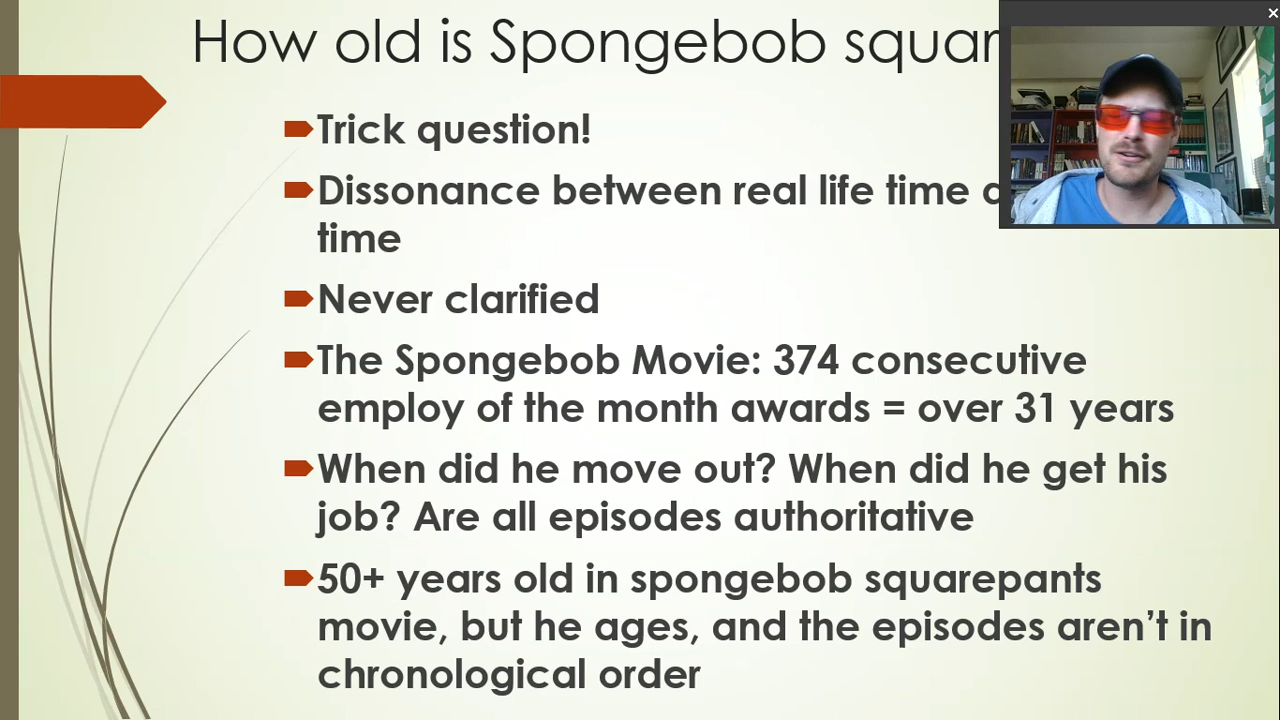 How old is Spongebob squar
Trick question!
Dissonance between real life time
time
Never clarified
The Spongebob Movie: 374 consecutive
employ of the month awards = over 31 years
When did he move out? When did he get his
job? Are all episodes authoritative
50+ years old in spongebob squarepants
movie, but he ages, and the episodes aren't in
chronological order